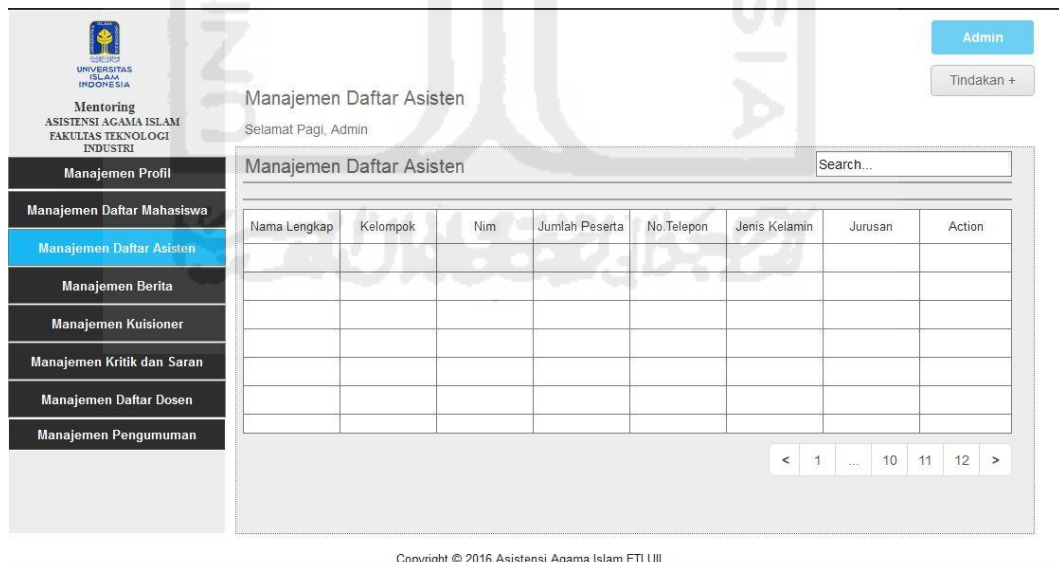 UNIVERSITAS
ISLAM
INDONESIA
Mentoring
ASISTENSI AGAMA ISLAM
FAKULTAS TEKNOLOGI
INDUSTRI
Manajemen Profil
Manajemen Daftar Mahasiswa
Manajemen Daftar Asisten
Manajemen Berita
Manajemen Kuisioner
Manajemen Kritik dan Saran
Manajemen Daftar Dosen
Manajemen Pengumuman
Admin
Tindakan +
Manajemen Daftar Asisten
Selamat Pagi, Admin
Manajemen Daftar Asisten
Search...
Nama Lengkap Kelompok Nim Jumlah Peserta No.Telepon Jenis Kelamin Jurusan Action
< 1 ... 10 11 12 >
Copyright © 2016 Asistensi Agama Islam FTI UII